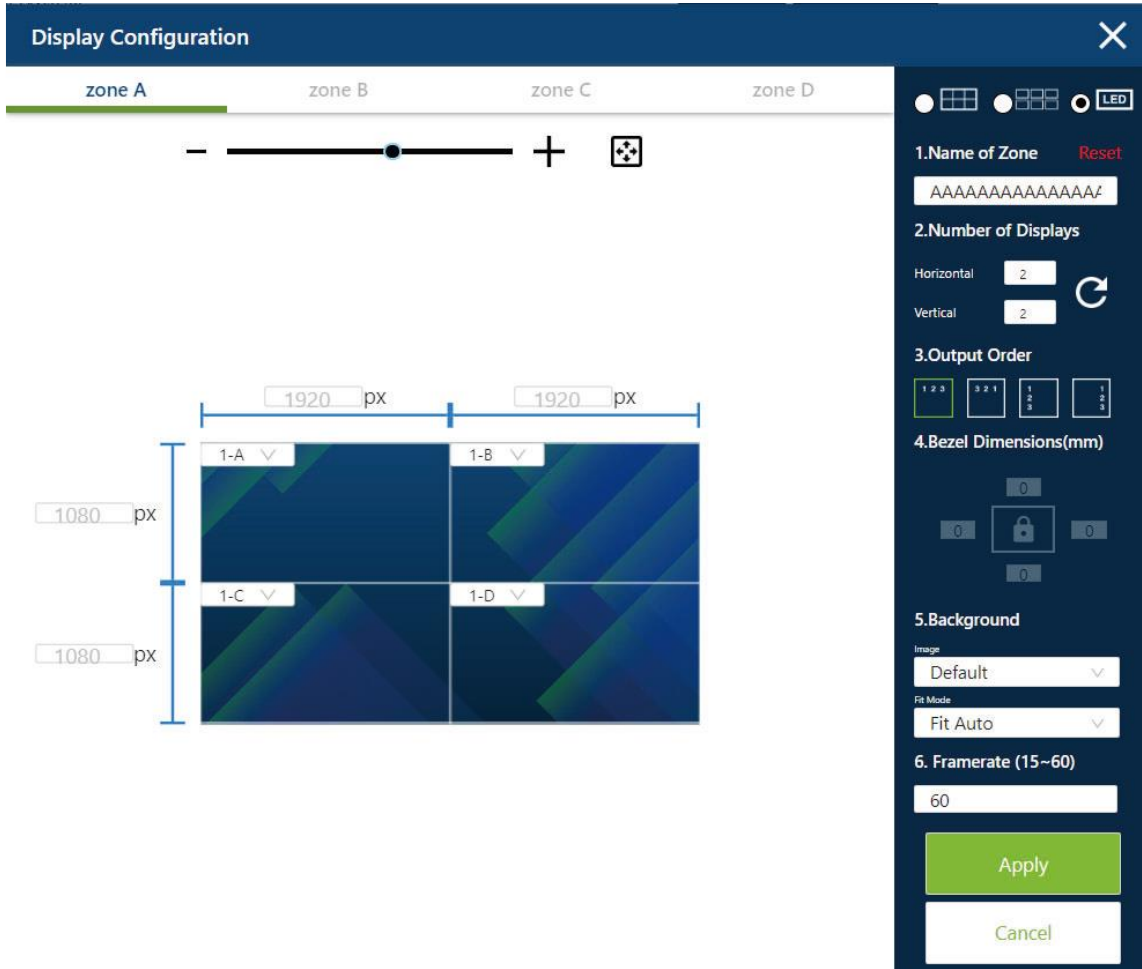 Display Configuration
zone A
zone B
zone C
zone D
LED
1.Name of Zone
Reset
AAAAAAAAAAAAAAA
2.Number of Displays
Horizontal
2
Vertical
2
3.Output Order
1 2 3
3 2 1
1
2
3
1
2
3
4.Bezel Dimensions(mm)
0
0
0
0
5.Background
Image
Default
Fit Mode
Fit Auto
6. Framerate (15~60)
60
Apply
Cancel
1920 px
1920 px
1080 px
1080 px
1-A
1-B
1-C
1-D